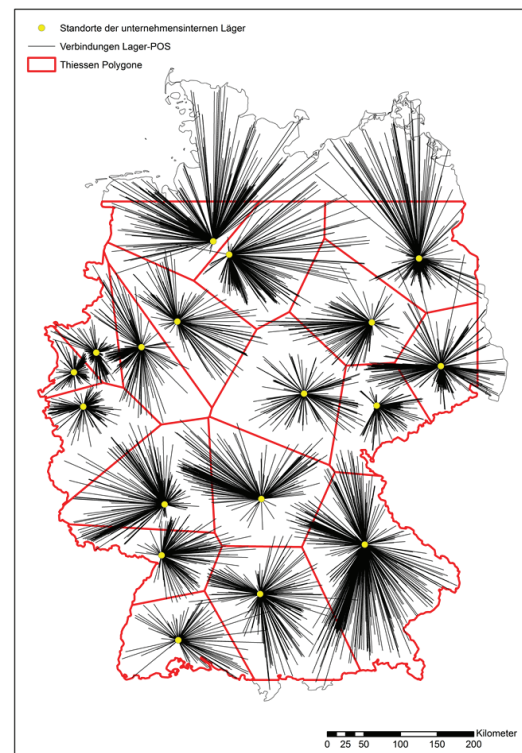 Standorte der unternehmensinternen Läger
Verbindungen Lager-POS
Thiessen Polygone
Kilometer
0 25 50 100 150 200